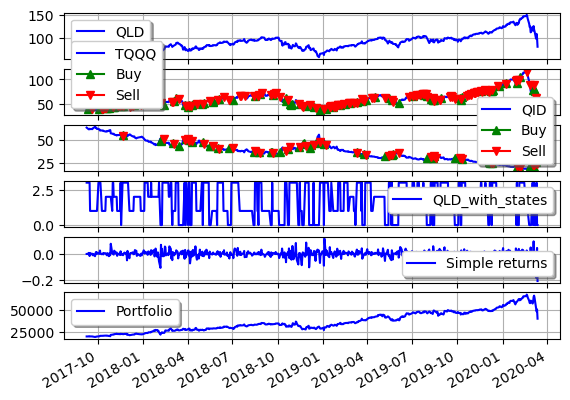 150
100
QLD
100
50
TQQQ
Buy
Sell
50
25
QID
Buy
Sell
2.5
0.0
QLD_with_states
0.0
−0.2
Simple returns
50000
25000
Portfolio
2017-10
2018-01
2018-04
2018-07
2018-10
2019-01
2019-04
2019-07
2019-10
2020-01
2020-04